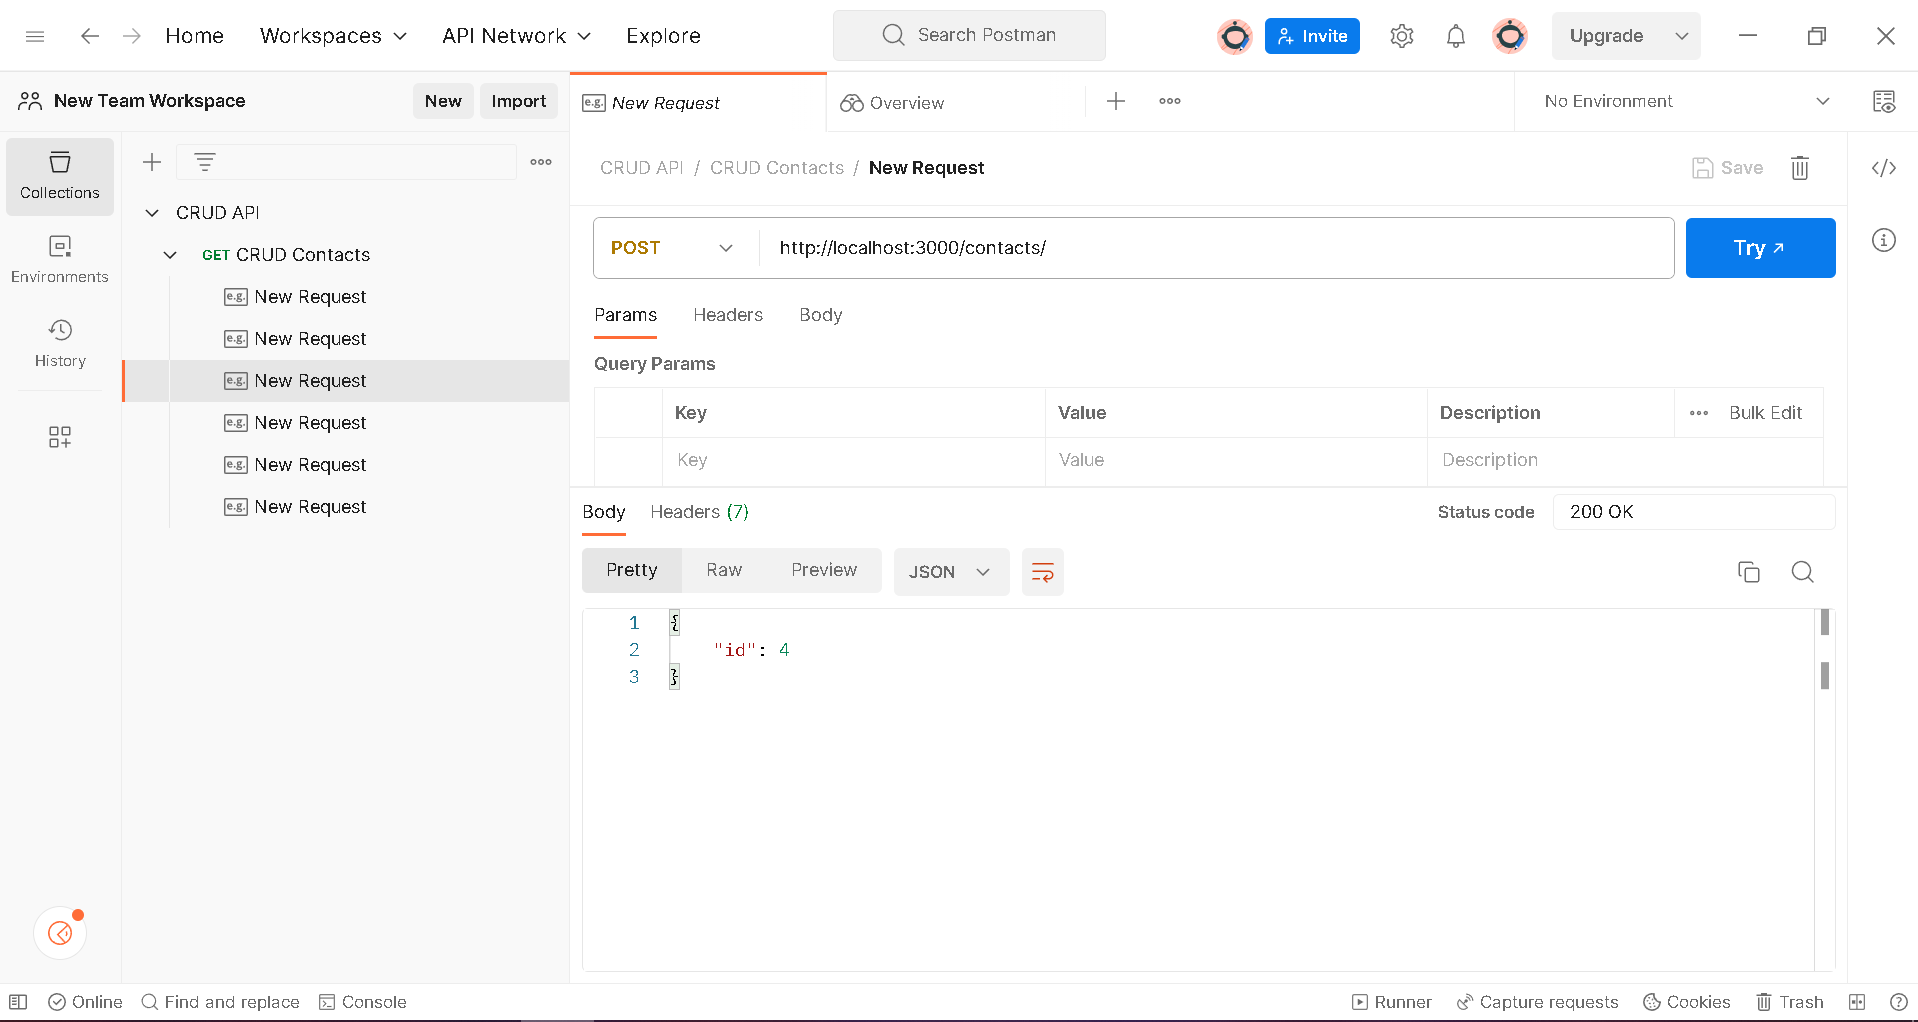 Home Workspaces API Network Explore Search Postman Invite Upgrade
New Team Workspace New Import e.g. New Request Overview No Environment
Collections
Environments
History
CRUD API
GET CRUD Contacts
e.g. New Request
e.g. New Request
e.g. New Request
e.g. New Request
e.g. New Request
e.g. New Request
CRUD API / CRUD Contacts / New Request Save
POST http://localhost:3000/contacts/ Try
Params Headers Body
Query Params
Key Value Description Bulk Edit
Key Value Description
Body Headers (7) Status code 200 OK
Pretty Raw Preview JSON
1 {
2 "id": 4
3 }
Online Find and replace Console Runner Capture requests Cookies Trash